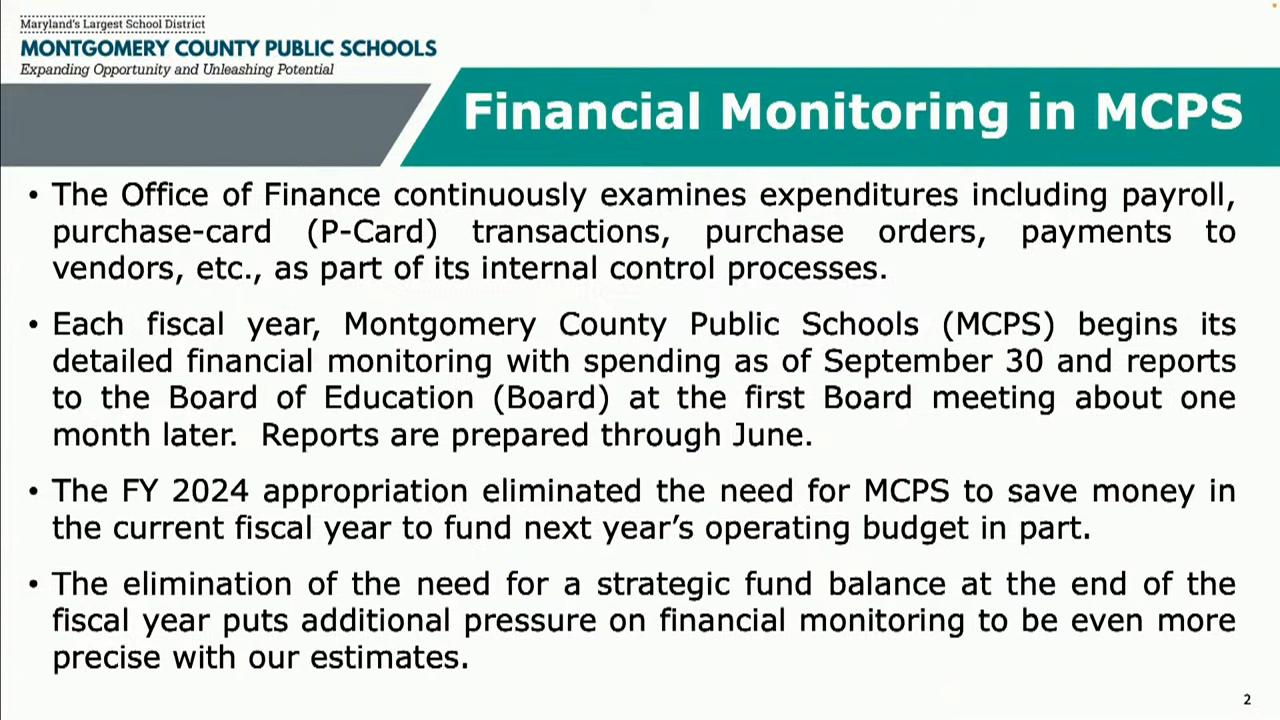 Maryland's Largest School District
MONTGOMERY COUNTY PUBLIC SCHOOLS
Expanding Opportunity and Unleashing Potential
Financial Monitoring in MCPS
• The Office of Finance continuously examines expenditures including payroll,
purchase-card (P-Card) transactions, purchase orders, payments to
vendors, etc., as part of its internal control processes.
• Each fiscal year, Montgomery County Public Schools (MCPS) begins its
detailed financial monitoring with spending as of September 30 and reports
to the Board of Education (Board) at the first Board meeting about one
month later. Reports are prepared through June.
• The FY 2024 appropriation eliminated the need for MCPS to save money in
the current fiscal year to fund next year's operating budget in part.
• The elimination of the need for a strategic fund balance at the end of the
fiscal year puts additional pressure on financial monitoring to be even more
precise with our estimates.
2